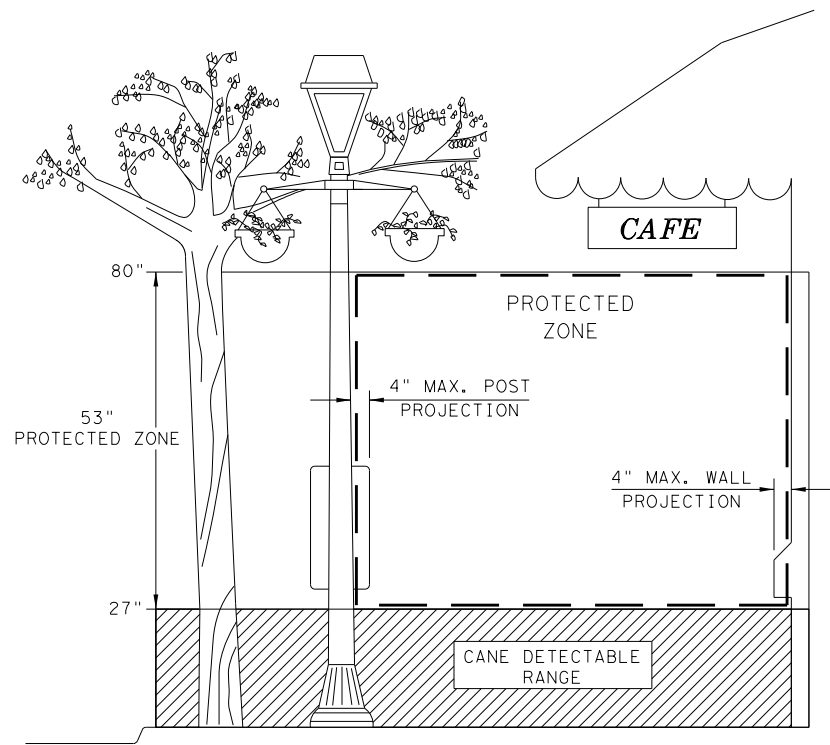 CAFE
80"
PROTECTED
ZONE
4" MAX. POST
PROJECTION
53"
PROTECTED ZONE
4" MAX. WALL
PROJECTION
27"
CANE DETECTABLE
RANGE